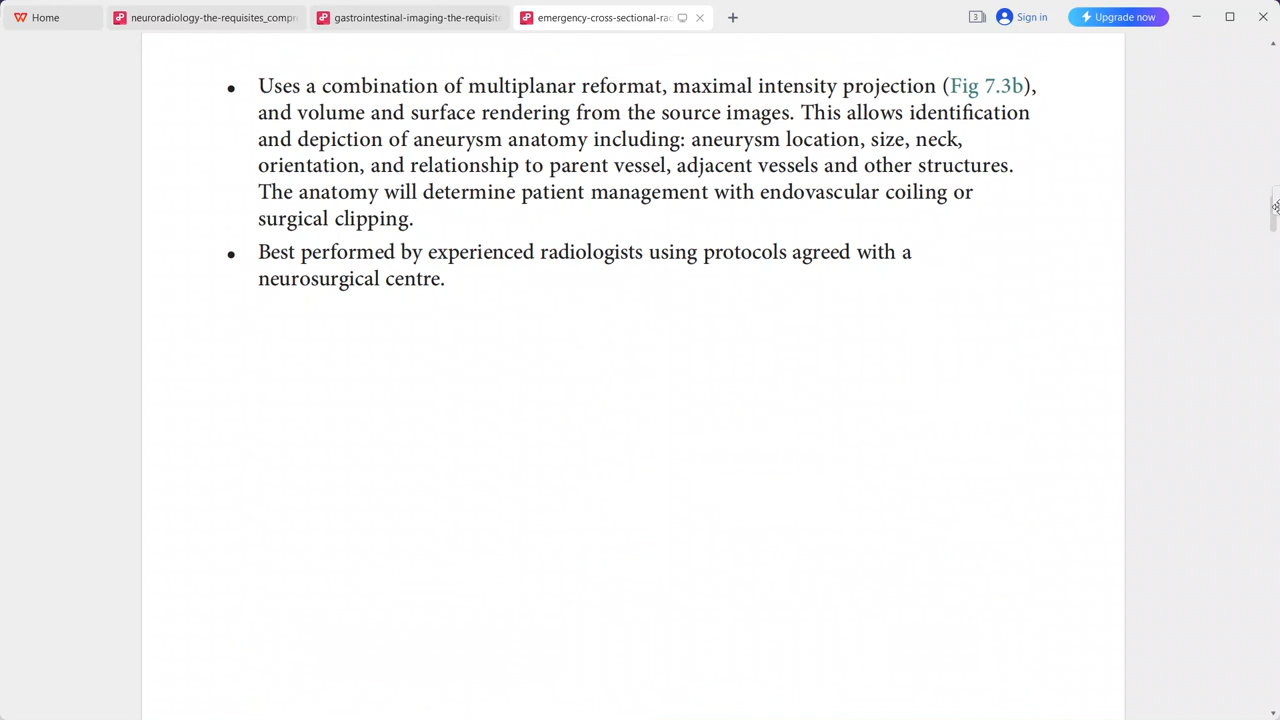 Home
neuroradiology-the-requisites_compr
gastrointestinal-imaging-the-requisite
emergency-cross-sectional-rad
3
Sign in
Upgrade now
• Uses a combination of multiplanar reformat, maximal intensity projection (Fig 7.3b),
and volume and surface rendering from the source images. This allows identification
and depiction of aneurysm anatomy including: aneurysm location, size, neck,
orientation, and relationship to parent vessel, adjacent vessels and other structures.
The anatomy will determine patient management with endovascular coiling or
surgical clipping.
• Best performed by experienced radiologists using protocols agreed with a
neurosurgical centre.